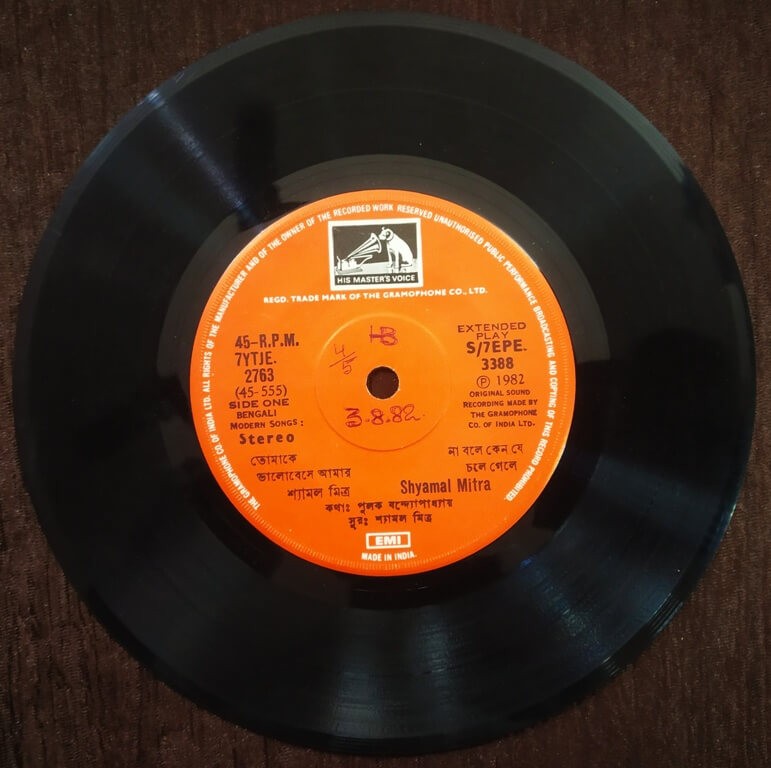 THE GRAMOPHONE CO. OF INDIA LTD. ALL RIGHTS OF THE MANUFACTURER AND OF THE OWNER OF THE RECORDED WORK RESERVED UNAUTHORISED PUBLIC PERFORMANCE BROADCASTING AND COPYING OF THIS RECORD PROHIBITED.
HIS MASTER'S VOICE
REGD. TRADE MARK OF THE GRAMOPHONE CO., LTD.
45-R.P.M.
7YTJE.
2763
(45-555)
SIDE ONE
BENGALI
MODERN SONGS:
Stereo
4/5
3.8.82.
EXTENDED
PLAY
S/7EPE.
3388
Ⓟ 1982
ORIGINAL SOUND
RECORDING MADE BY
THE GRAMOPHONE
CO. OF INDIA LTD.
তোমাকে
ভালোবেসে আমার
না বলে কেন যে
চলে গেলে
শ্যামল মিত্র Shyamal Mitra
কথাঃ পুলক বন্দ্যোপাধ্যায়
সুরঃ শ্যামল মিত্র
EMI
MADE IN INDIA.